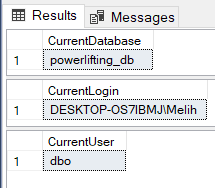 Results Messages
CurrentDatabase
1 powerlifting_db
CurrentLogin
1 DESKTOP-OS7IBMJ\Melih
CurrentUser
1 dbo